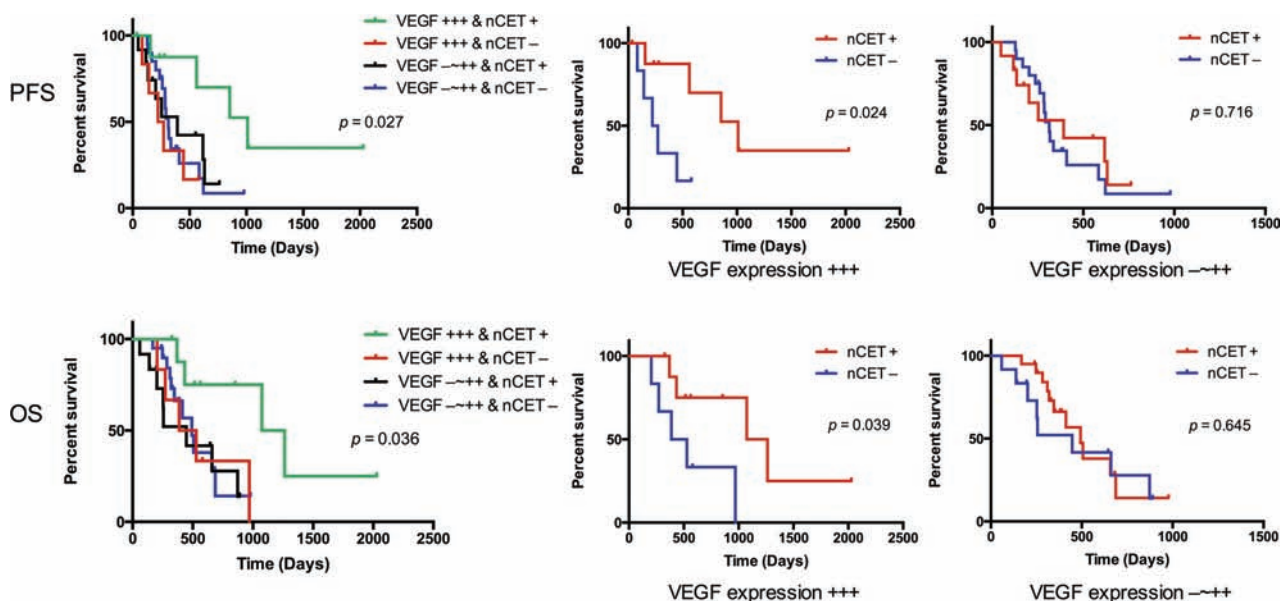 PFS
Percent survival
100
50
0
0 500 1000 1500 2000 2500
Time (Days)
VEGF +++ & nCET +
VEGF +++ & nCET –
VEGF –~++ & nCET +
VEGF –~++ & nCET –
p = 0.027
Percent survival
100
50
0
0 500 1000 1500 2000 2500
Time (Days)
nCET +
nCET –
p = 0.024
VEGF expression +++
Percent survival
100
50
0
0 500 1000 1500
Time (Days)
nCET +
nCET –
p = 0.716
VEGF expression –~++
OS
Percent survival
100
50
0
0 500 1000 1500 2000 2500
Time (Days)
VEGF +++ & nCET +
VEGF +++ & nCET –
VEGF –~++ & nCET +
VEGF –~++ & nCET –
p = 0.036
Percent survival
100
50
0
0 500 1000 1500 2000 2500
Time (Days)
nCET +
nCET –
p = 0.039
VEGF expression +++
Percent survival
100
50
0
0 500 1000 1500
Time (Days)
nCET +
nCET –
p = 0.645
VEGF expression –~++